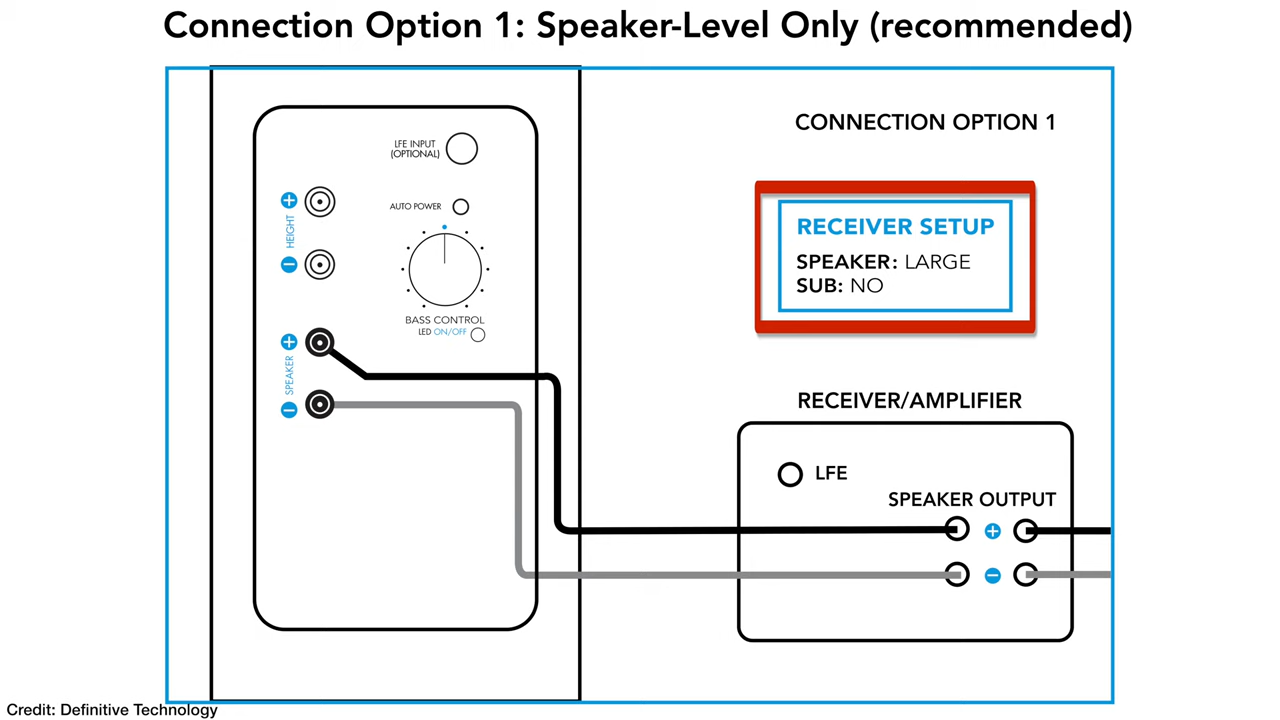 Connection Option 1: Speaker-Level Only (recommended)
CONNECTION OPTION 1
LFE INPUT
(OPTIONAL)
AUTO POWER
+
HEIGHT
−
BASS CONTROL
LED ON/OFF
+
SPEAKER
−
RECEIVER SETUP
SPEAKER: LARGE
SUB: NO
RECEIVER/AMPLIFIER
LFE
SPEAKER OUTPUT
+
−
Credit: Definitive Technology